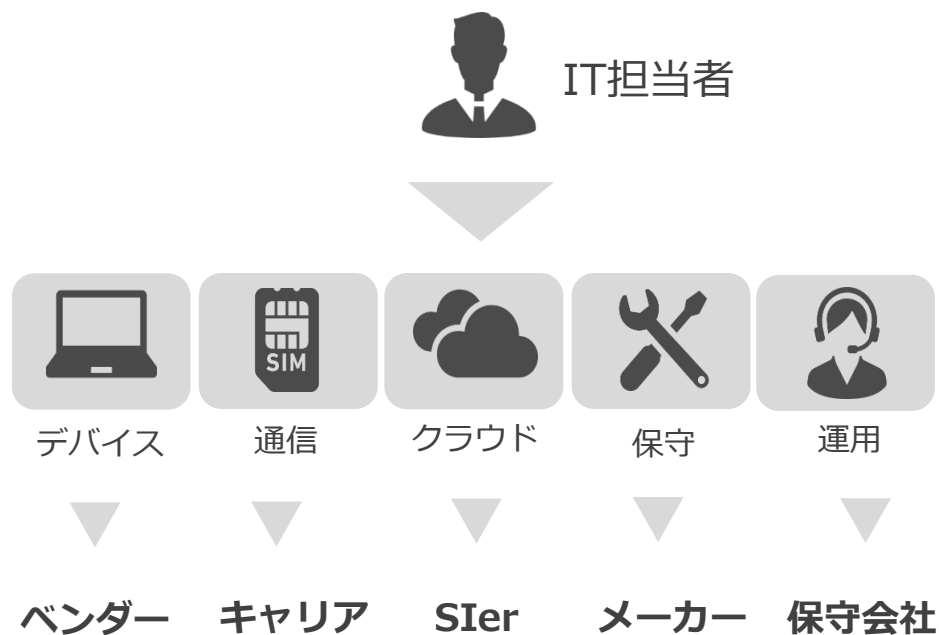 IT担当者
SIM
デバイス
通信
クラウド
保守
運用
ベンダー
キャリア
SIer
メーカー
保守会社